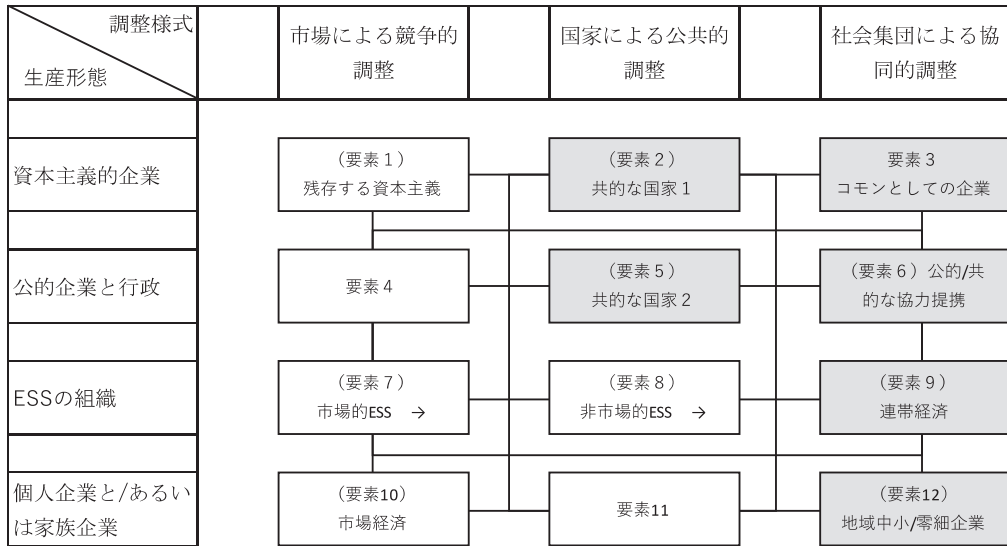 調整様式
生産形態
市場による競争的
調整
国家による公共的
調整
社会集団による協
同的調整
資本主義的企業
（要素１）
残存する資本主義
（要素２）
共的な国家１
要素３
コモンとしての企業
公的企業と行政
要素４
（要素５）
共的な国家２
（要素６）公的/共
的な協力提携
ESSの組織
（要素７）
市場的ESS →
（要素８）
非市場的ESS →
（要素９）
連帯経済
個人企業と/あるい
は家族企業
（要素10）
市場経済
要素11
（要素12）
地域中小/零細企業